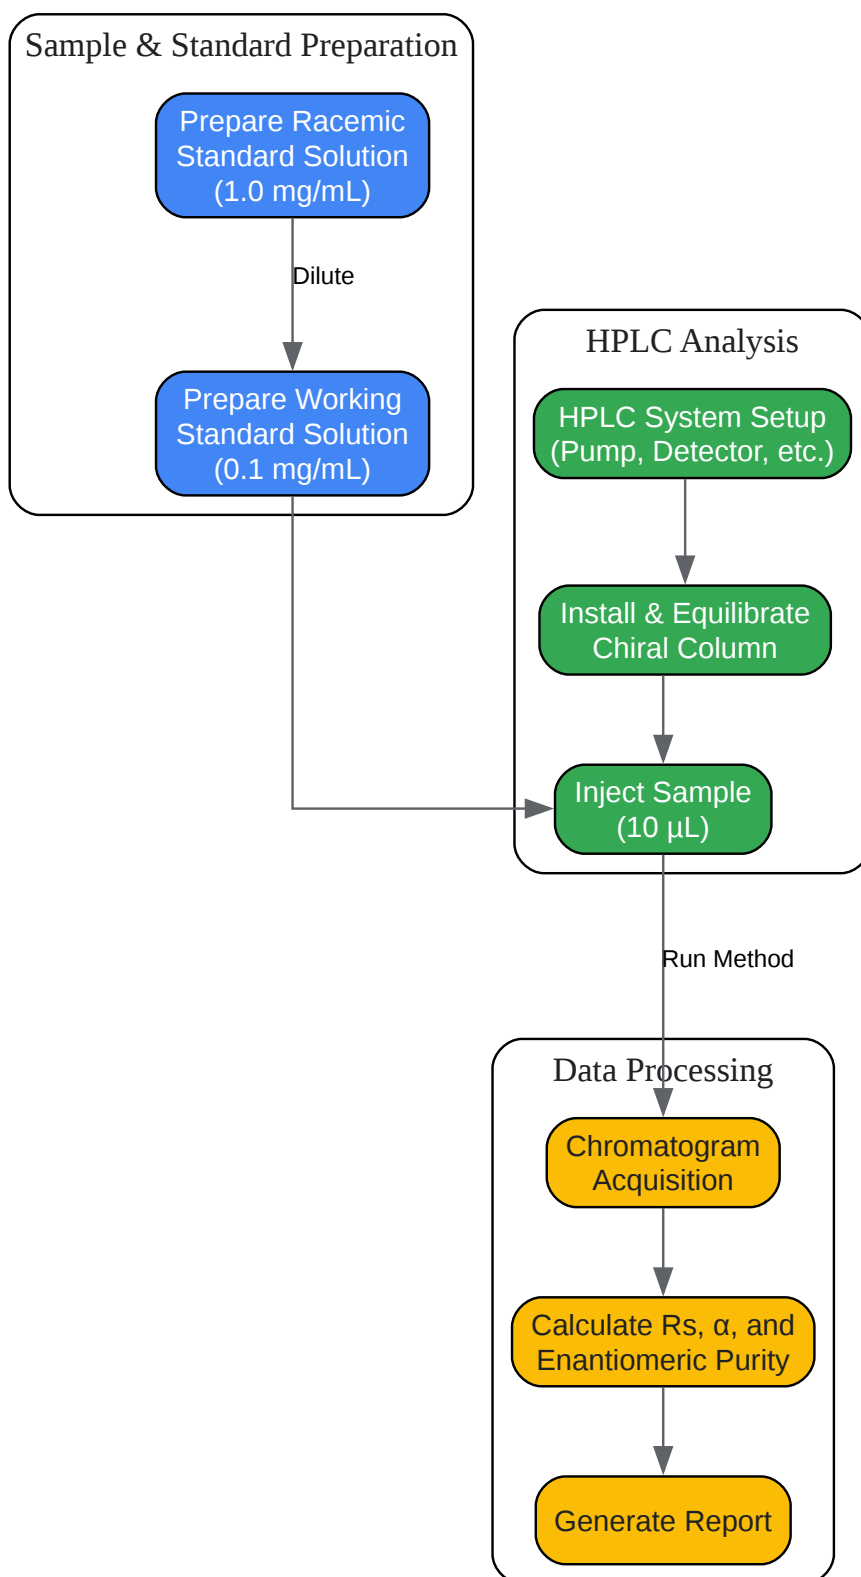 Sample & Standard Preparation
Prepare Racemic
Standard Solution
(1.0 mg/mL)
Dilute
Prepare Working
Standard Solution
(0.1 mg/mL)
HPLC Analysis
HPLC System Setup
(Pump, Detector, etc.)
Install & Equilibrate
Chiral Column
Inject Sample
(10 µL)
Run Method
Data Processing
Chromatogram
Acquisition
Calculate Rs, α, and
Enantiomeric Purity
Generate Report